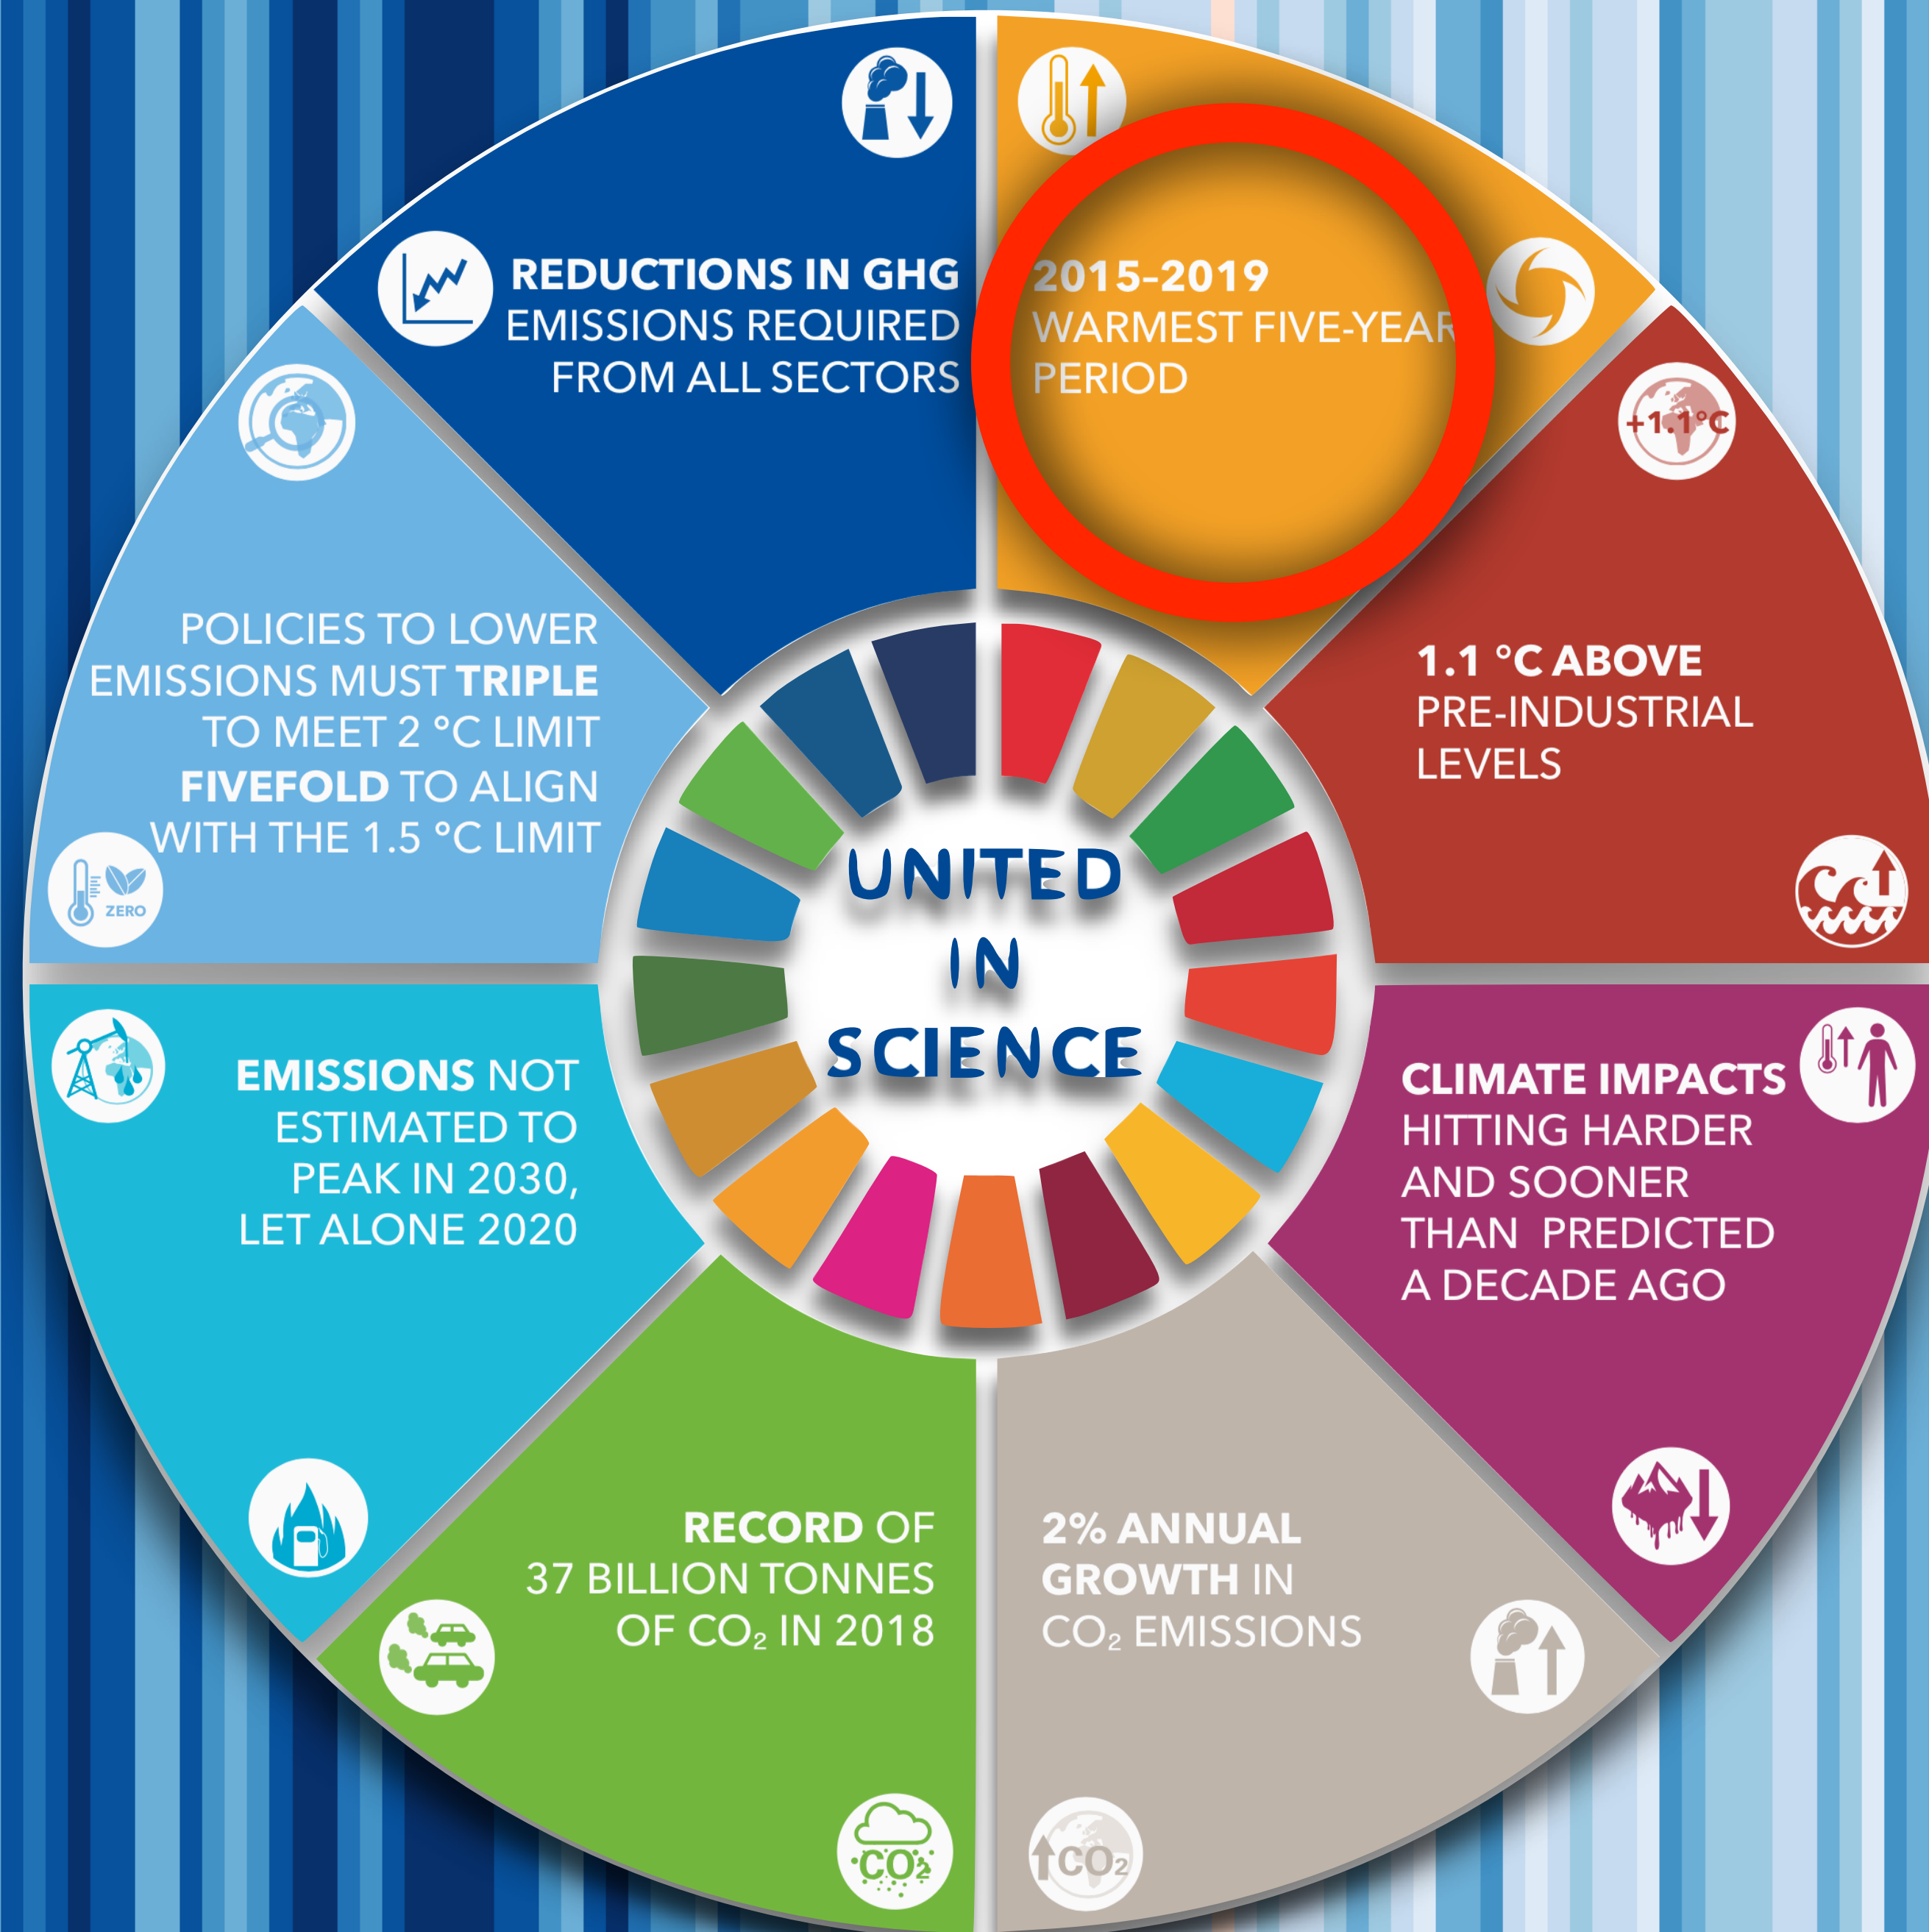 REDUCTIONS IN GHG
EMISSIONS REQUIRED
FROM ALL SECTORS
2015-2019
WARMEST FIVE-YEAR
PERIOD
+1.1°C
1.1 °C ABOVE
PRE-INDUSTRIAL
LEVELS
CLIMATE IMPACTS
HITTING HARDER
AND SOONER
THAN PREDICTED
A DECADE AGO
2% ANNUAL
GROWTH IN
CO₂ EMISSIONS
CO₂
RECORD OF
37 BILLION TONNES
OF CO₂ IN 2018
CO₂
EMISSIONS NOT
ESTIMATED TO
PEAK IN 2030,
LET ALONE 2020
POLICIES TO LOWER
EMISSIONS MUST TRIPLE
TO MEET 2 °C LIMIT
FIVEFOLD TO ALIGN
WITH THE 1.5 °C LIMIT
ZERO
UNITED
IN
SCIENCE